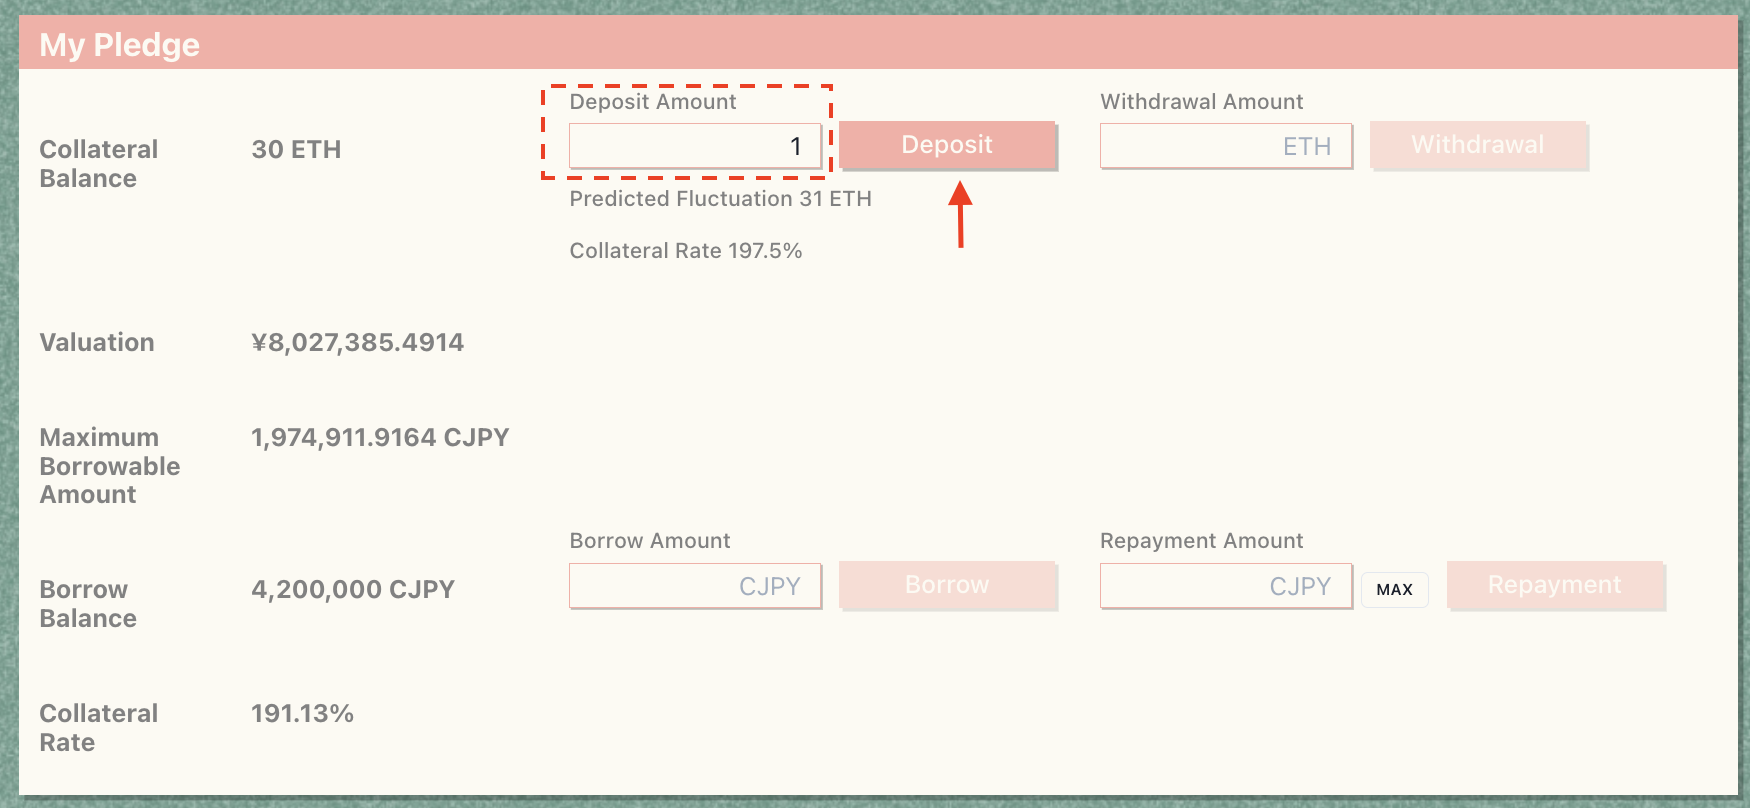 My Pledge
Collateral
Balance
30 ETH
Deposit Amount
1
Deposit
Predicted Fluctuation 31 ETH
Collateral Rate 197.5%
Withdrawal Amount
ETH
Withdrawal
Valuation
¥8,027,385.4914
Maximum
Borrowable
Amount
1,974,911.9164 CJPY
Borrow
Balance
4,200,000 CJPY
Borrow Amount
CJPY
Borrow
Repayment Amount
CJPY
MAX
Repayment
Collateral
Rate
191.13%